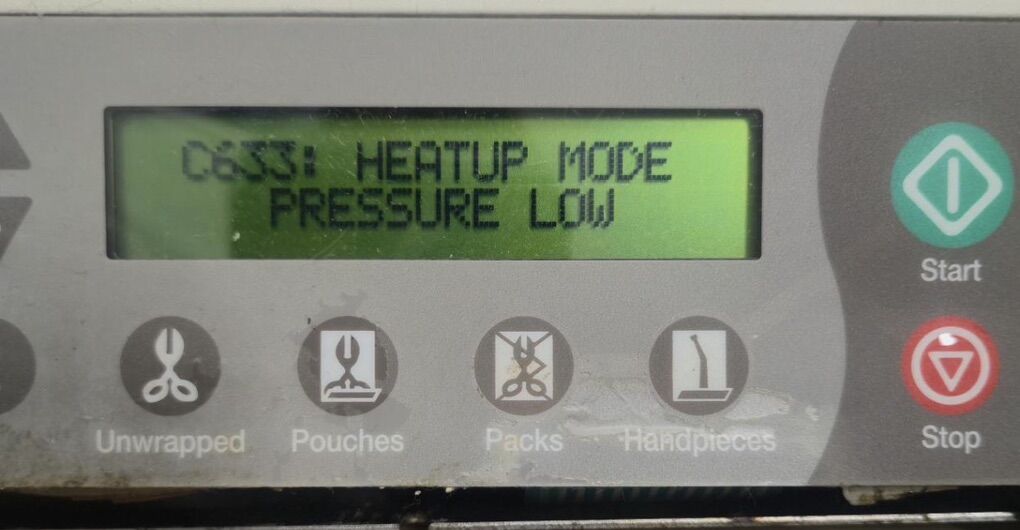 C633: HEATUP MODE
PRESSURE LOW
Start
Unwrapped
Pouches
Packs
Handpieces
Stop